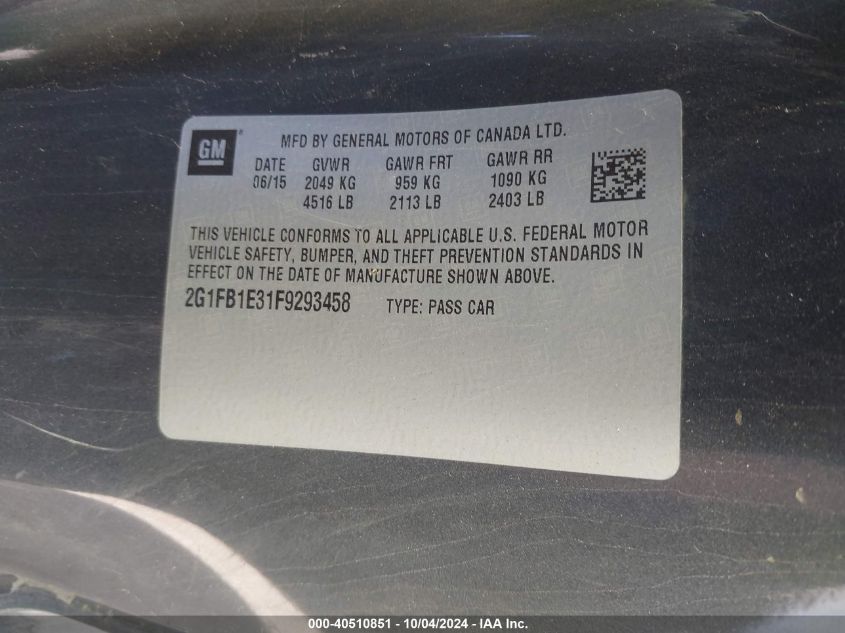 GM ®
MFD BY GENERAL MOTORS OF CANADA LTD.
DATE GVWR GAWR FRT GAWR RR
06/15 2049 KG 959 KG 1090 KG
4516 LB 2113 LB 2403 LB
THIS VEHICLE CONFORMS TO ALL APPLICABLE U.S. FEDERAL MOTOR
VEHICLE SAFETY, BUMPER, AND THEFT PREVENTION STANDARDS IN
EFFECT ON THE DATE OF MANUFACTURE SHOWN ABOVE.
2G1FB1E31F9293458 TYPE: PASS CAR
000-40510851 - 10/04/2024 - IAA Inc.